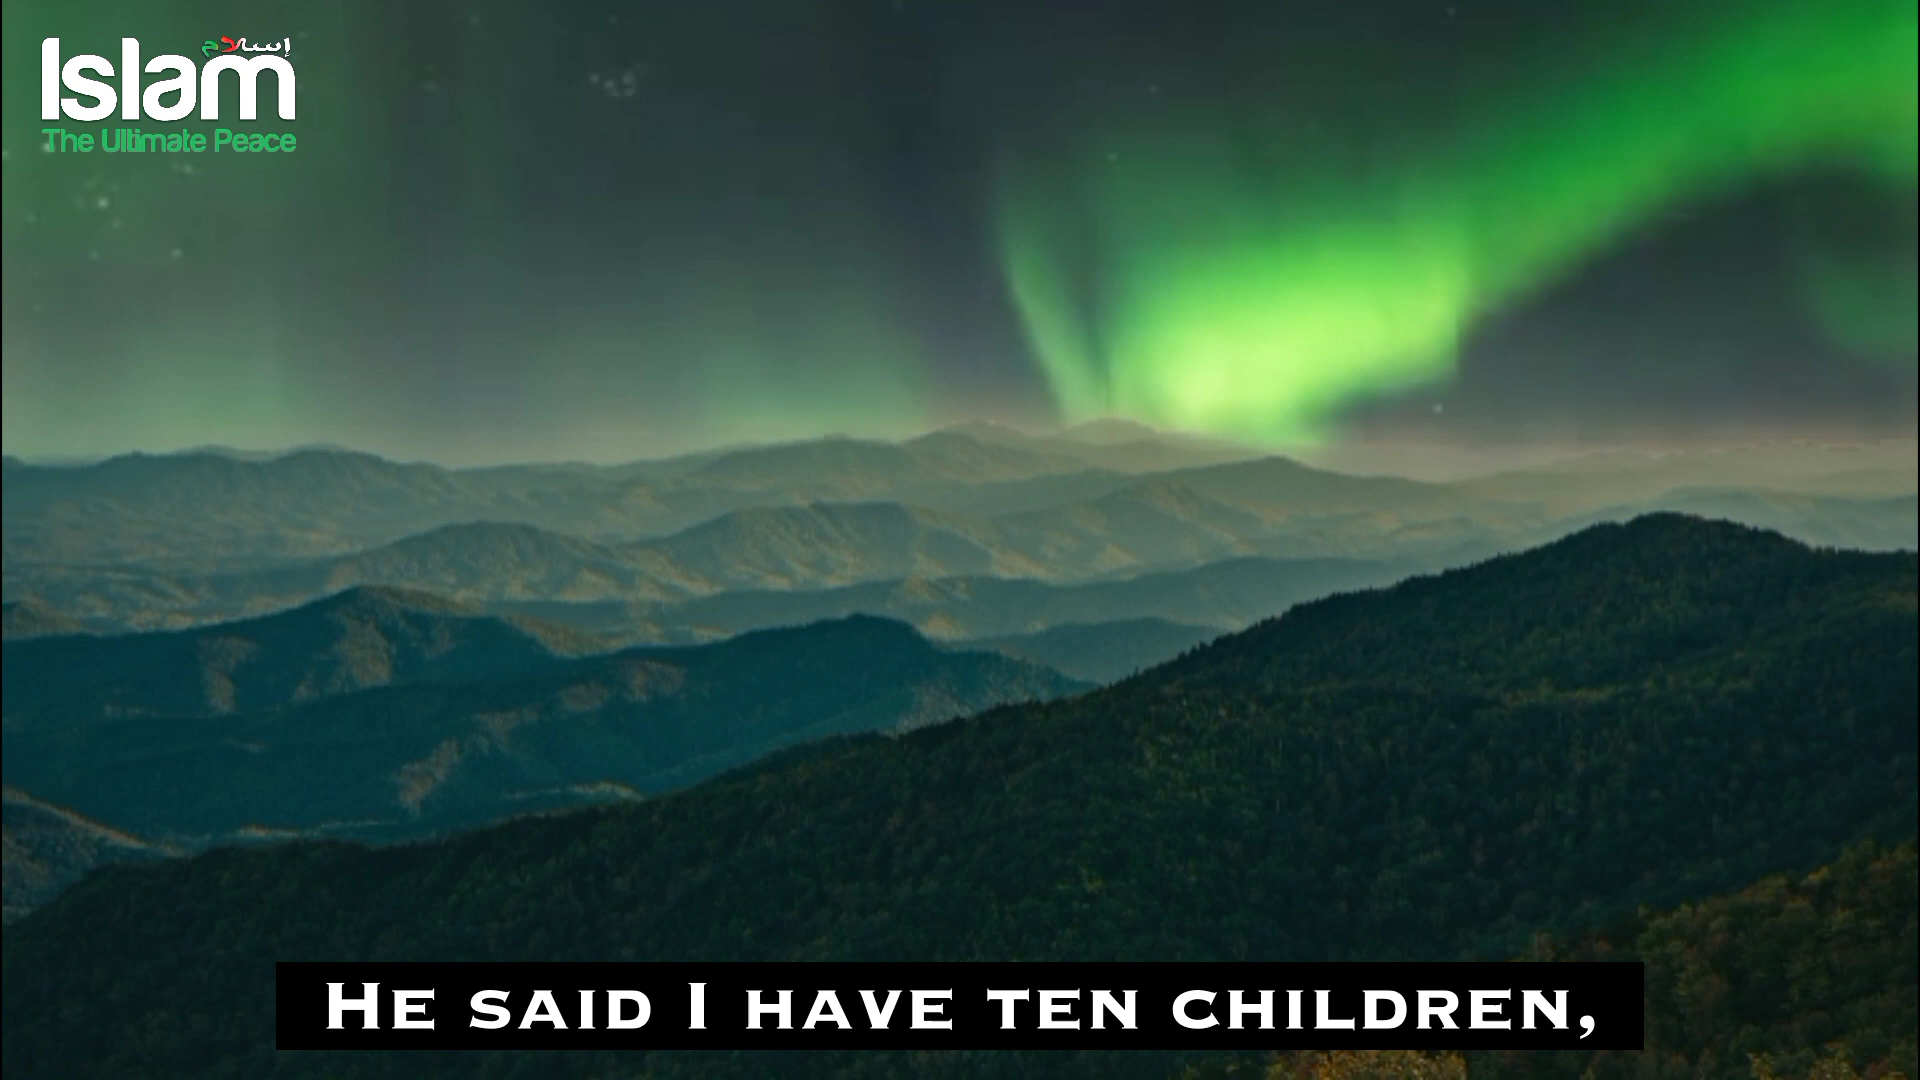 إسلام
Islam
The Ultimate Peace
HE SAID I HAVE TEN CHILDREN,